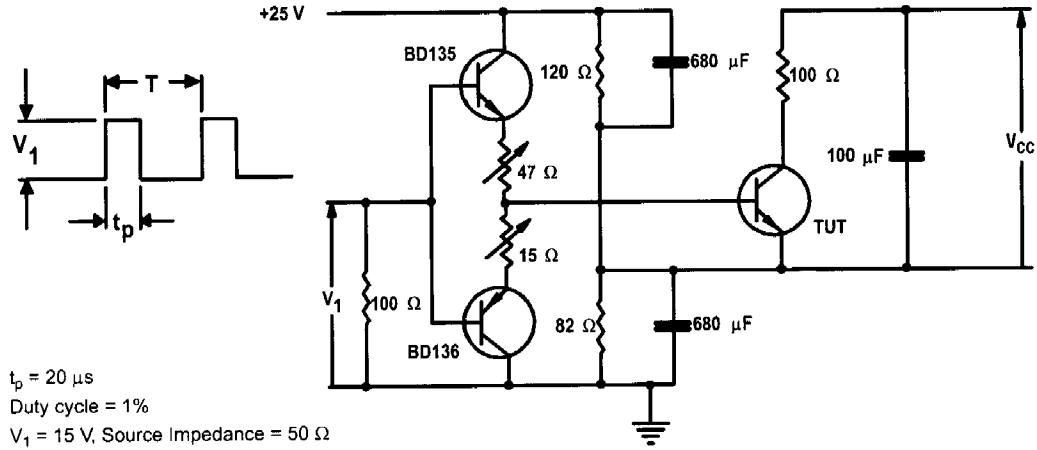 +25 V
BD135
120 Ω
680 μF
100 Ω
T
V1
tp
47 Ω
100 μF
VCC
TUT
15 Ω
V1
100 Ω
82 Ω
680 μF
BD136
tp = 20 μs
Duty cycle = 1%
V1 = 15 V, Source Impedance = 50 Ω